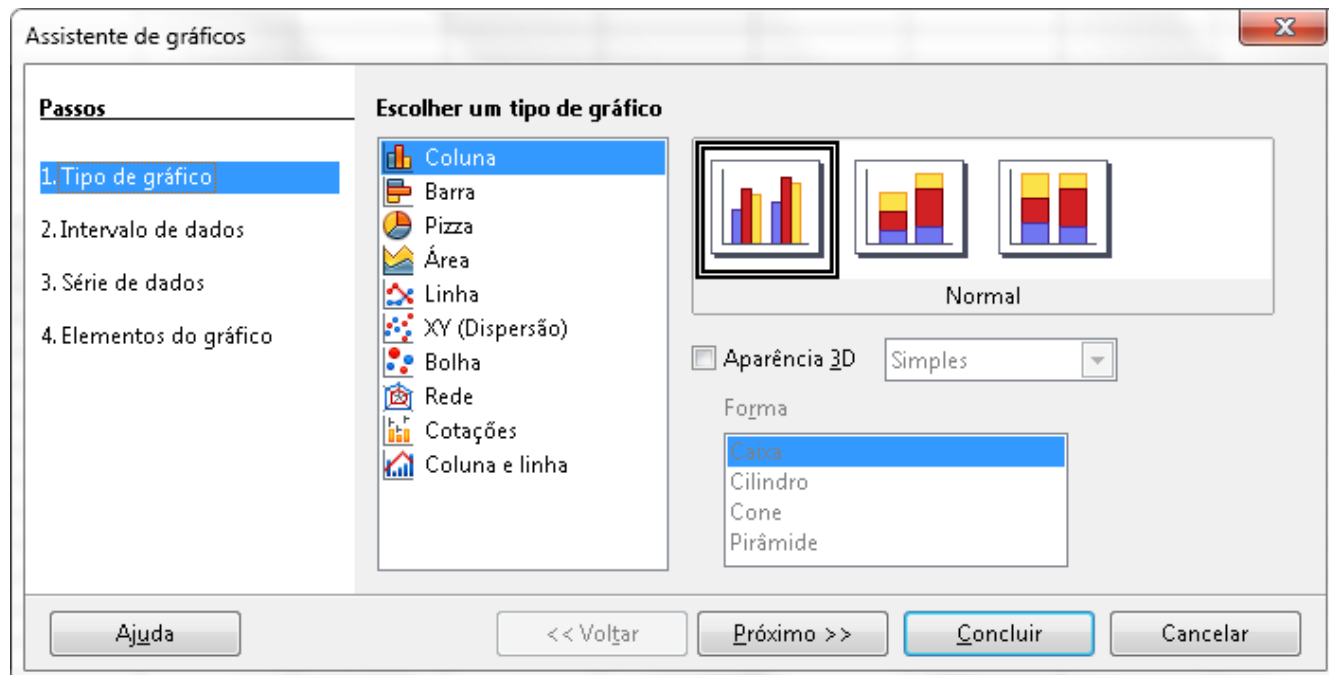 Assistente de gráficos
Passos
1. Tipo de gráfico
2. Intervalo de dados
3. Série de dados
4. Elementos do gráfico
Escolher um tipo de gráfico
Coluna
Barra
Pizza
Área
Linha
XY (Dispersão)
Bolha
Rede
Cotações
Coluna e linha
Normal
Aparência 3D
Simples
Forma
Caixa
Cilindro
Cone
Pirâmide
Ajuda
<< Voltar
Próximo >>
Concluir
Cancelar